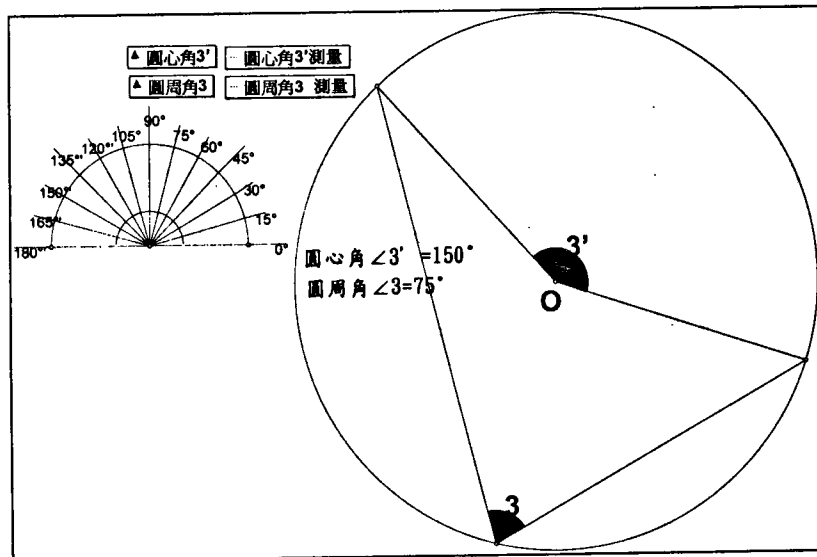 ▲ 圓心角3' ┄ 圓心角3'測量
▲ 圓周角3 ┄ 圓周角3 測量
90°
105° 75°
120° 60°
135° 45°
150° 30°
165° 15°
180° 0°
圓心角∠3' =150°
圓周角∠3=75°
3'
O
3